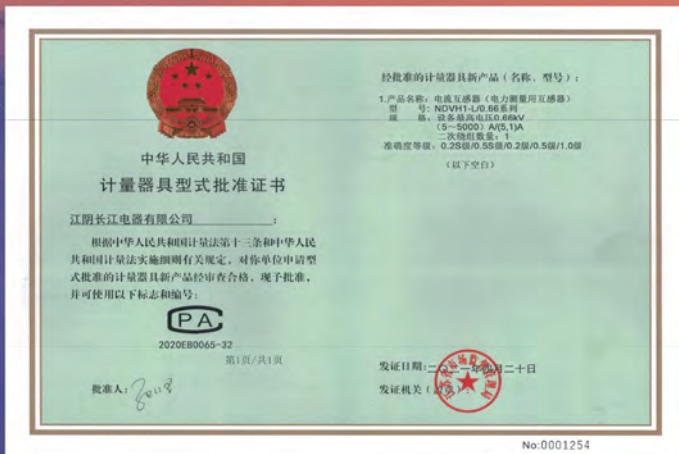 中华人民共和国
计量器具型式批准证书
江阴长江电器有限公司 :
根据中华人民共和国计量法第十三条和中华人民
共和国计量法实施细则有关规定，对你单位申请型
式批准的计量器具新产品经审查合格，现予批准，
并可使用以下标志和编号:
CPA
2020EB0065-32
第1页/共1页
批准人:
经批准的计量器具新产品（名称、型号）:
1.产品名称: 电流互感器（电力测量用互感器）
型 号: NDVH1-L/0.66系列
规 格: 设备最高电压0.66kV
(5~5000) A/(5,1)A
二次绕组数量: 1
准确度等级: 0.2S级/0.5S级/0.2级/0.5级/1.0级
(以下空白)
发证日期:二〇二一年 月二十日
发证机关
No:0001254